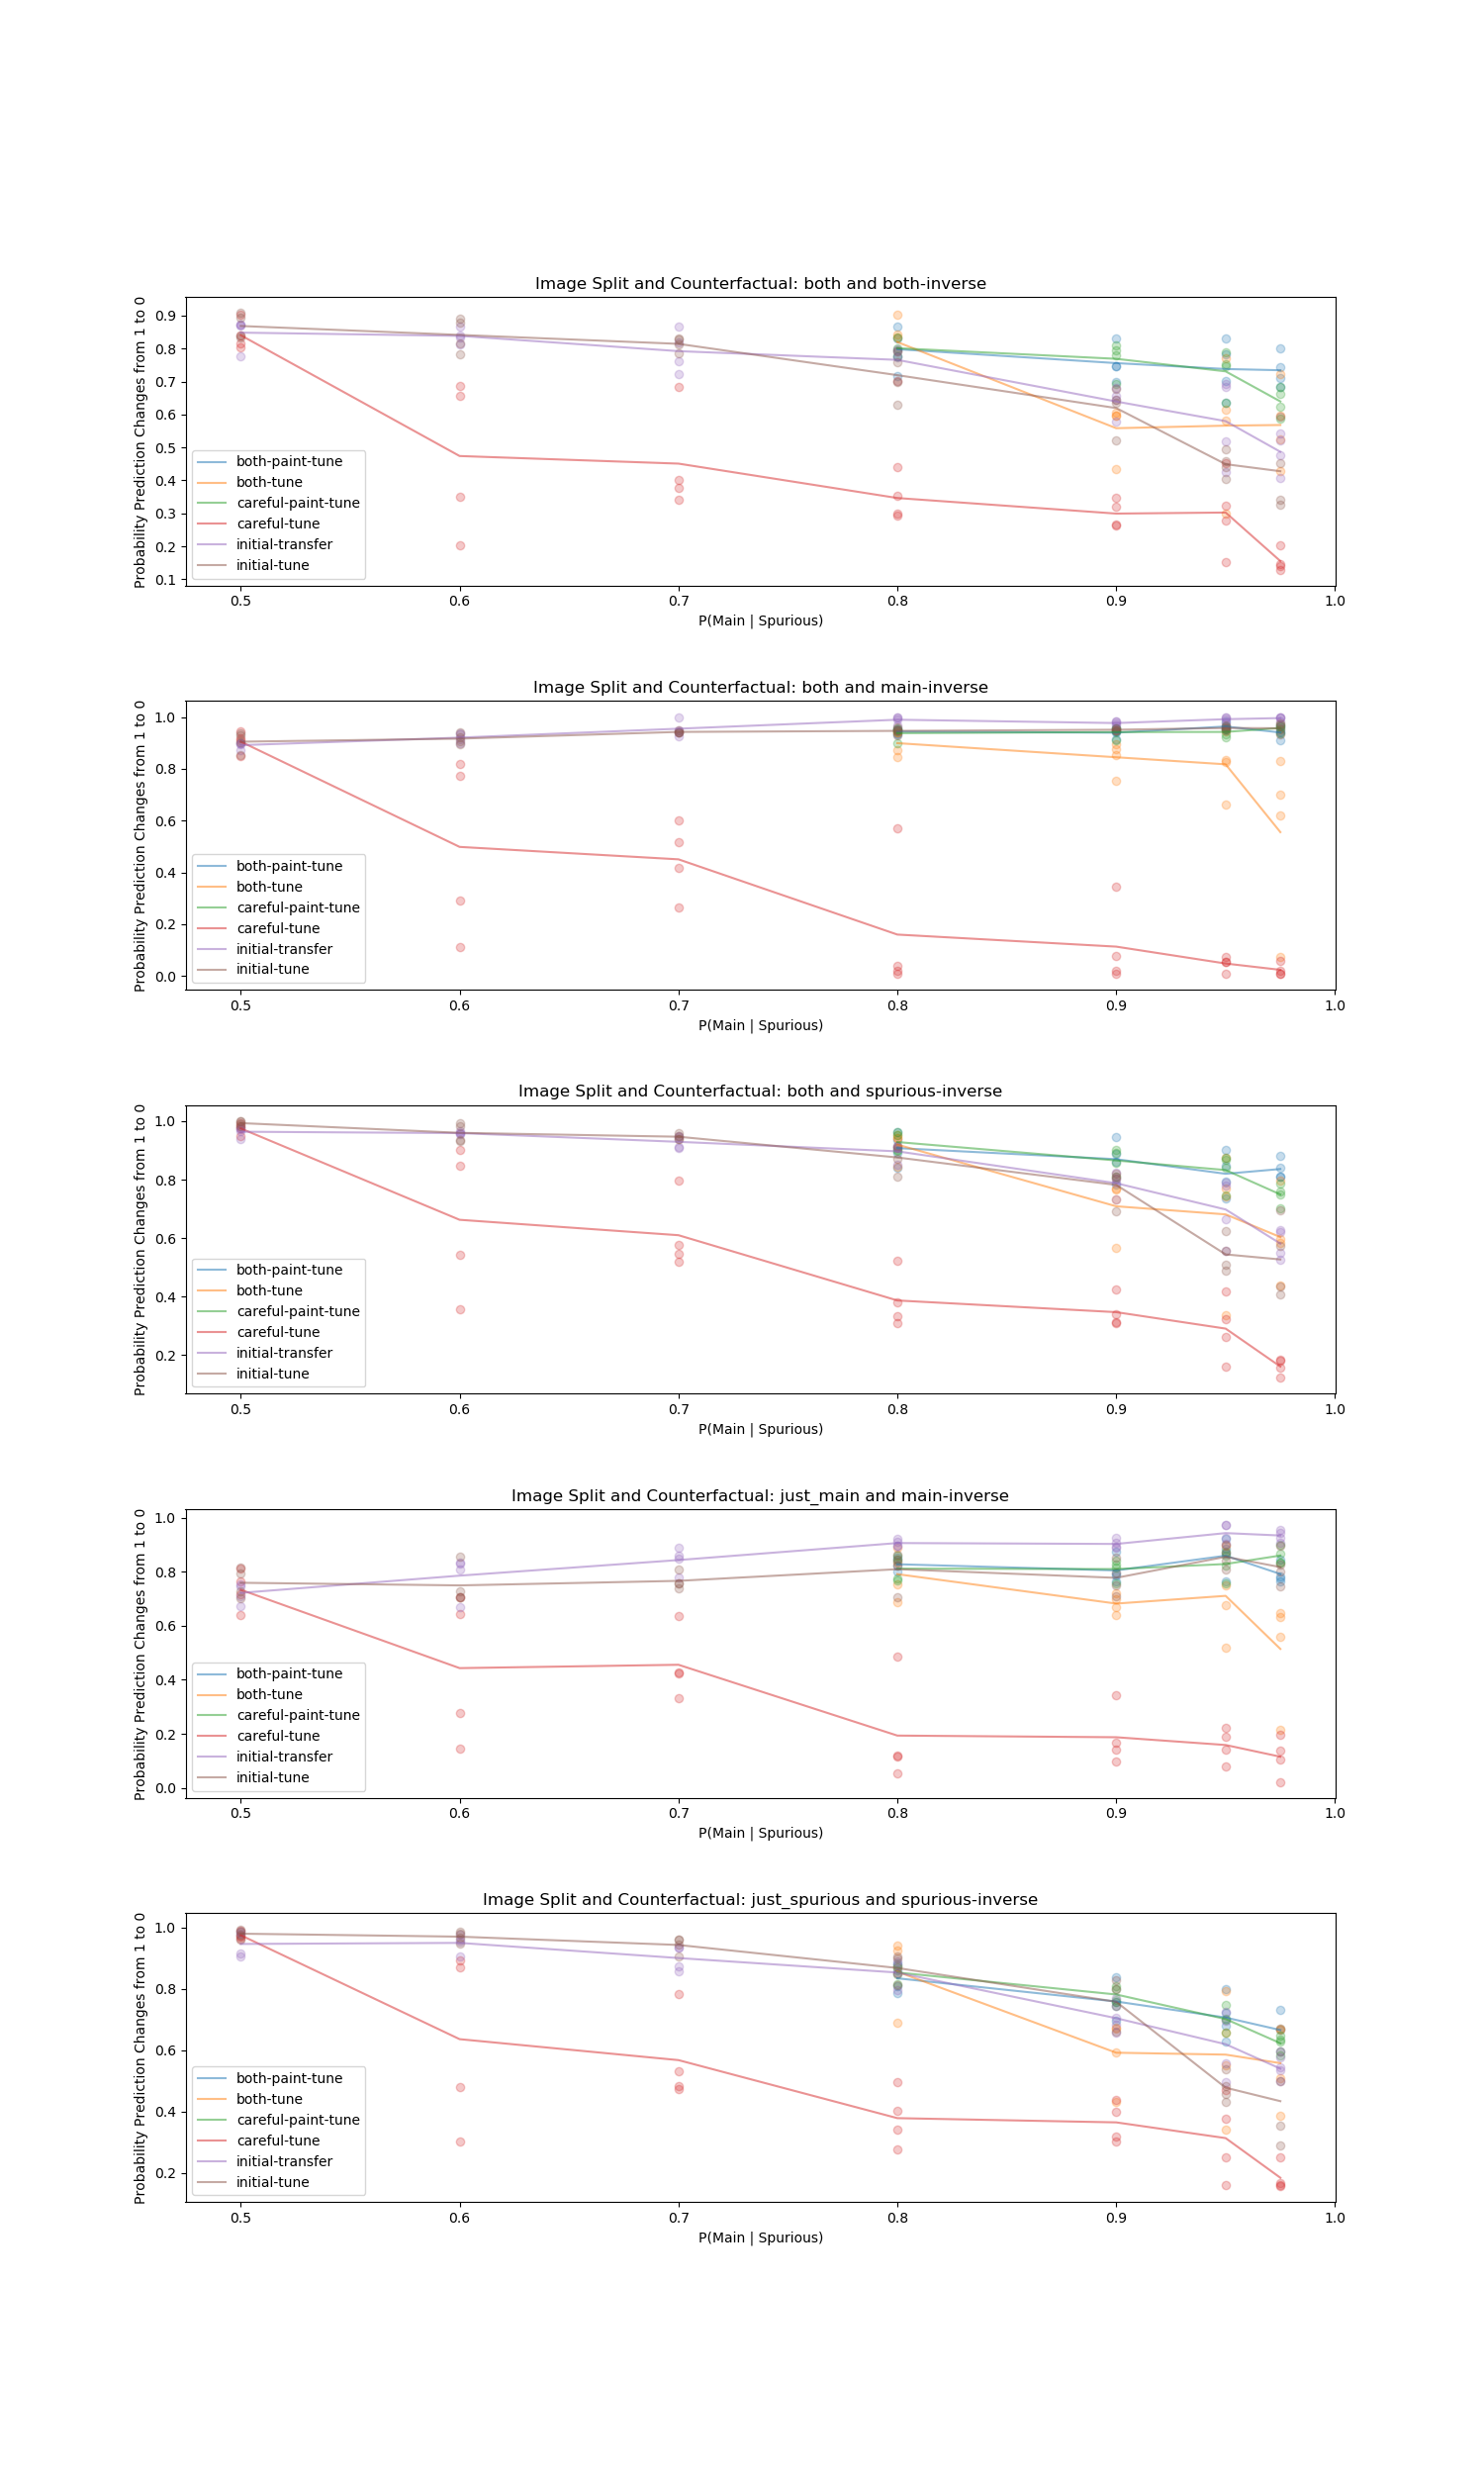 Image Split and Counterfactual: both and both-inverse
Probability Prediction Changes from 1 to 0
0.9
0.8
0.7
0.6
0.5
0.4
0.3
0.2
0.1
both-paint-tune
both-tune
careful-paint-tune
careful-tune
initial-transfer
initial-tune
0.5 0.6 0.7 0.8 0.9 1.0
P(Main | Spurious)
Image Split and Counterfactual: both and main-inverse
Probability Prediction Changes from 1 to 0
1.0
0.8
0.6
0.4
0.2
0.0
both-paint-tune
both-tune
careful-paint-tune
careful-tune
initial-transfer
initial-tune
0.5 0.6 0.7 0.8 0.9 1.0
P(Main | Spurious)
Image Split and Counterfactual: both and spurious-inverse
Probability Prediction Changes from 1 to 0
1.0
0.8
0.6
0.4
0.2
both-paint-tune
both-tune
careful-paint-tune
careful-tune
initial-transfer
initial-tune
0.5 0.6 0.7 0.8 0.9 1.0
P(Main | Spurious)
Image Split and Counterfactual: just_main and main-inverse
Probability Prediction Changes from 1 to 0
1.0
0.8
0.6
0.4
0.2
0.0
both-paint-tune
both-tune
careful-paint-tune
careful-tune
initial-transfer
initial-tune
0.5 0.6 0.7 0.8 0.9 1.0
P(Main | Spurious)
Image Split and Counterfactual: just_spurious and spurious-inverse
Probability Prediction Changes from 1 to 0
1.0
0.8
0.6
0.4
0.2
both-paint-tune
both-tune
careful-paint-tune
careful-tune
initial-transfer
initial-tune
0.5 0.6 0.7 0.8 0.9 1.0
P(Main | Spurious)